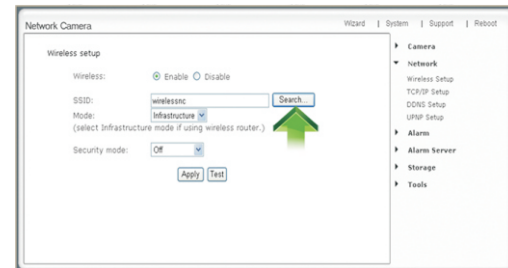 Network Camera
Wizard | System | Support | Reboot
Wireless setup
Wireless: Enable Disable
SSID: wirelessnc Search...
Mode: Infrastructure
(select Infrastructure mode if using wireless router.)
Security mode: Off
Apply Test
Camera
Network
Wireless Setup
TCP/IP Setup
DDNS Setup
UPNP Setup
Alarm
Alarm Server
Storage
Tools